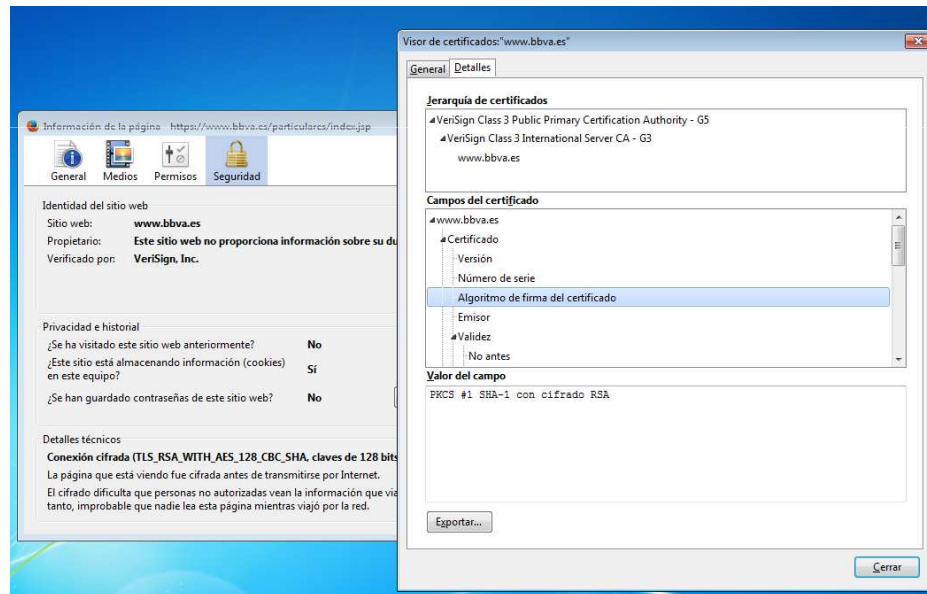 Visor de certificados:"www.bbva.es"
General Detalles
Jerarquía de certificados
VeriSign Class 3 Public Primary Certification Authority - G5
VeriSign Class 3 International Server CA - G3
www.bbva.es
Campos del certificado
www.bbva.es
Certificado
Versión
Número de serie
Algoritmo de firma del certificado
Emisor
Validez
No antes
Valor del campo
PKCS #1 SHA-1 con cifrado RSA
Exportar...
Cerrar
Información de la página - https://www.bbva.es/particulares/index.jsp
General Medios Permisos Seguridad
Identidad del sitio web
Sitio web: www.bbva.es
Propietario: Este sitio web no proporciona información sobre su du
Verificado por: VeriSign, Inc.
Privacidad e historial
¿Se ha visitado este sitio web anteriormente? No
¿Este sitio está almacenando información (cookies)
en este equipo? Sí
¿Se han guardado contraseñas de este sitio web? No
Detalles técnicos
Conexión cifrada (TLS_RSA_WITH_AES_128_CBC_SHA, claves de 128 bits
La página que está viendo fue cifrada antes de transmitirse por Internet.
El cifrado dificulta que personas no autorizadas vean la información que via
tanto, improbable que nadie lea esta página mientras viajó por la red.